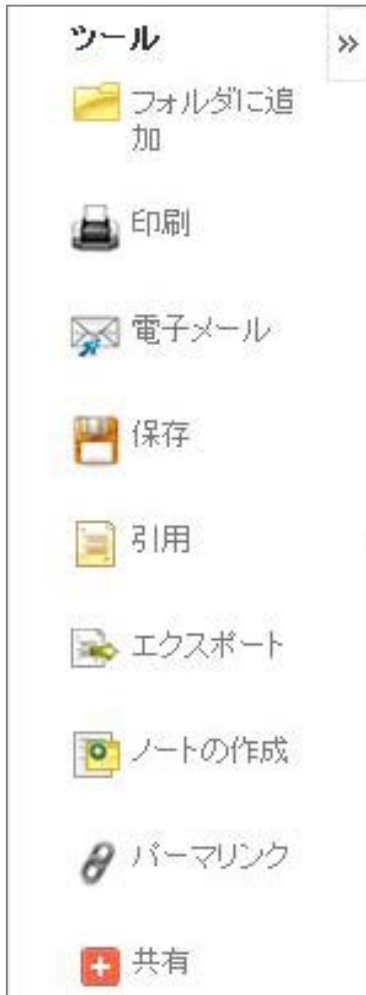 ツール
»
フォルダに追
加
印刷
電子メール
保存
引用
エクスポート
ノートの作成
パーマリンク
共有